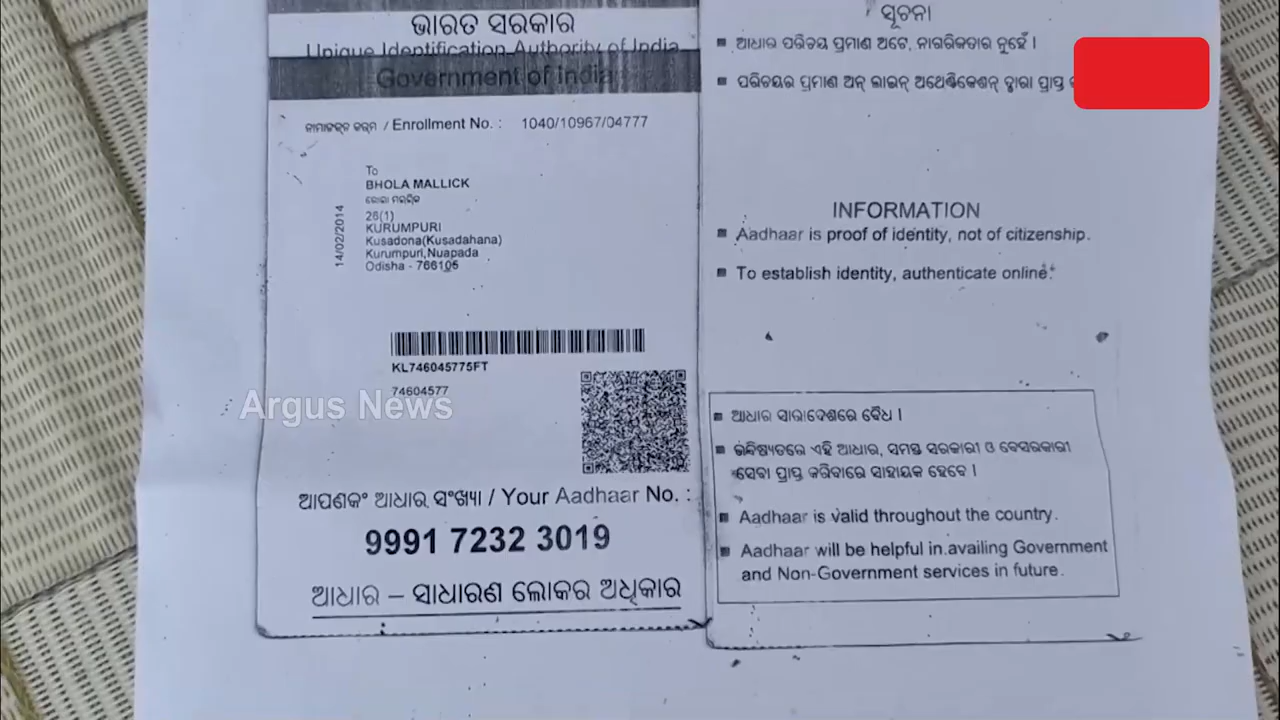 ଭାରତ ସରକାର
Unique Identification Authority of India
Government of India
/ Enrollment No. : 1040/10967/04777
To
BHOLA MALLICK
26(1)
KURUMPURI
Kusadona(Kusadahana)
Kurumpuri,Nuapada
Odisha - 766105
14/02/2014
KL746045775FT
74604577
Argus News
ଆପଣଙ୍କ ଆଧାର ସଂଖ୍ୟା / Your Aadhaar No. :
9991 7232 3019
ଆଧାର – ସାଧାରଣ ଲୋକର ଅଧିକାର
ସୂଚନା
ଆଧାର ପରିଚୟ ପ୍ରମାଣ ଅଟେ, ନାଗରିକତାର ନୁହେଁ ।
ପରିଚୟର ପ୍ରମାଣ ଅନ୍ ଲାଇନ୍ ଅଥେଣ୍ଟିକେଶନ୍ ଦ୍ୱାରା ପ୍ରାପ୍ତ
INFORMATION
Aadhaar is proof of identity, not of citizenship.
To establish identity, authenticate online.
ଆଧାର ସାରାଦେଶରେ ବୈଧ ।
ଭବିଷ୍ୟତରେ ଏହି ଆଧାର, ସମସ୍ତ ସରକାରୀ ଓ ବେସରକାରୀ
ସେବା ପ୍ରାପ୍ତ କରିବାରେ ସାହାୟକ ହେବେ ।
Aadhaar is valid throughout the country.
Aadhaar will be helpful in availing Government
and Non-Government services in future.